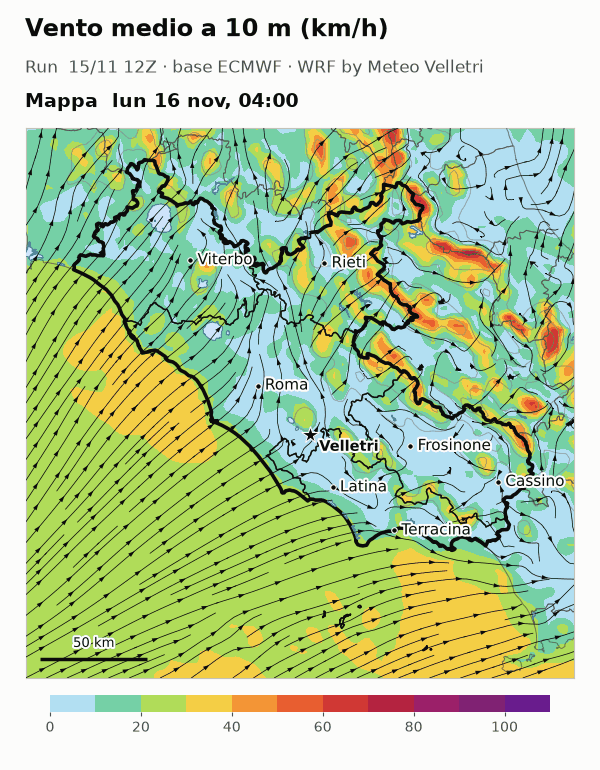 Vento medio a 10 m (km/h)
Run  15/11 12Z · base ECMWF · WRF by Meteo Velletri
Mappa  lun 16 nov, 04:00
Viterbo
Rieti
Roma
Velletri
Frosinone
Latina
Cassino
Terracina
50 km
0 20 40 60 80 100